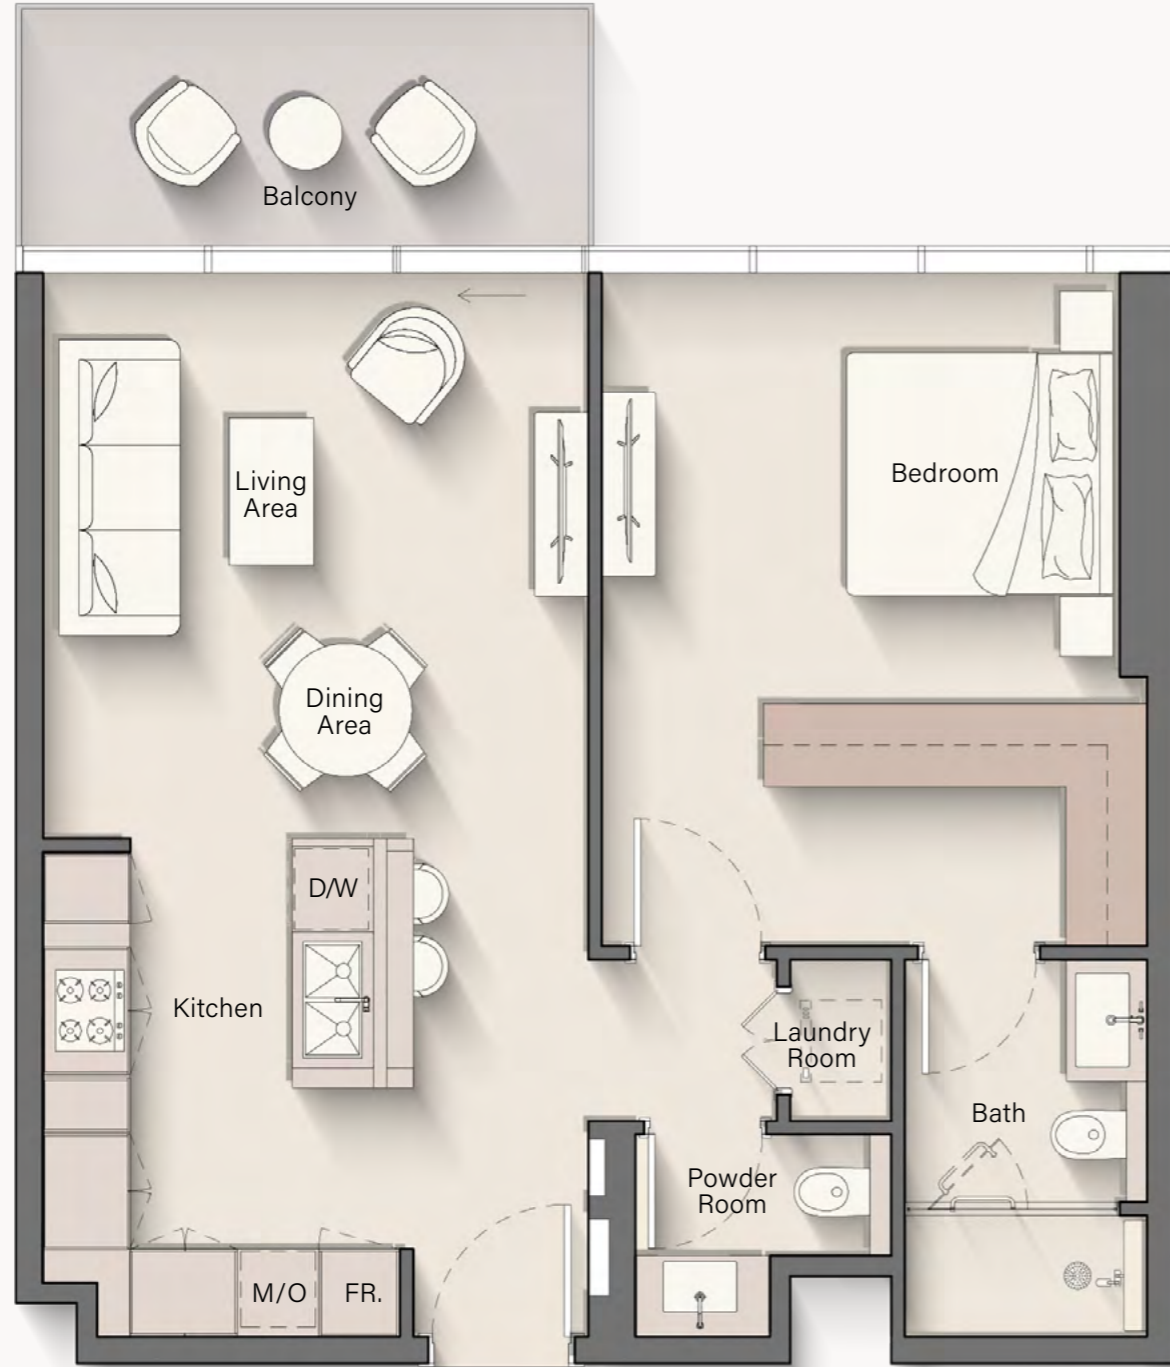 Balcony
Living
Area
Bedroom
Dining
Area
D/W
Kitchen
Laundry
Room
Bath
Powder
Room
M/O
FR.